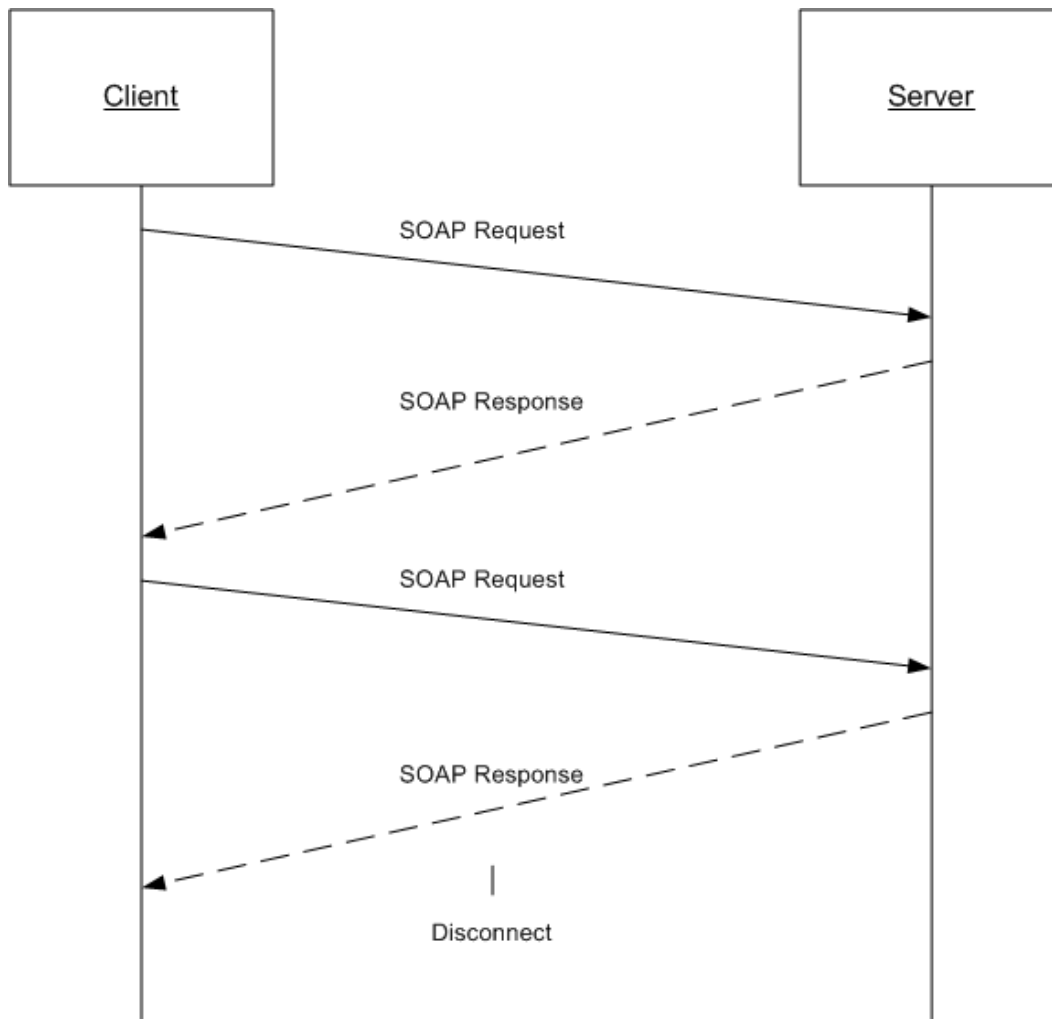 Client
Server
SOAP Request
SOAP Response
SOAP Request
SOAP Response
Disconnect